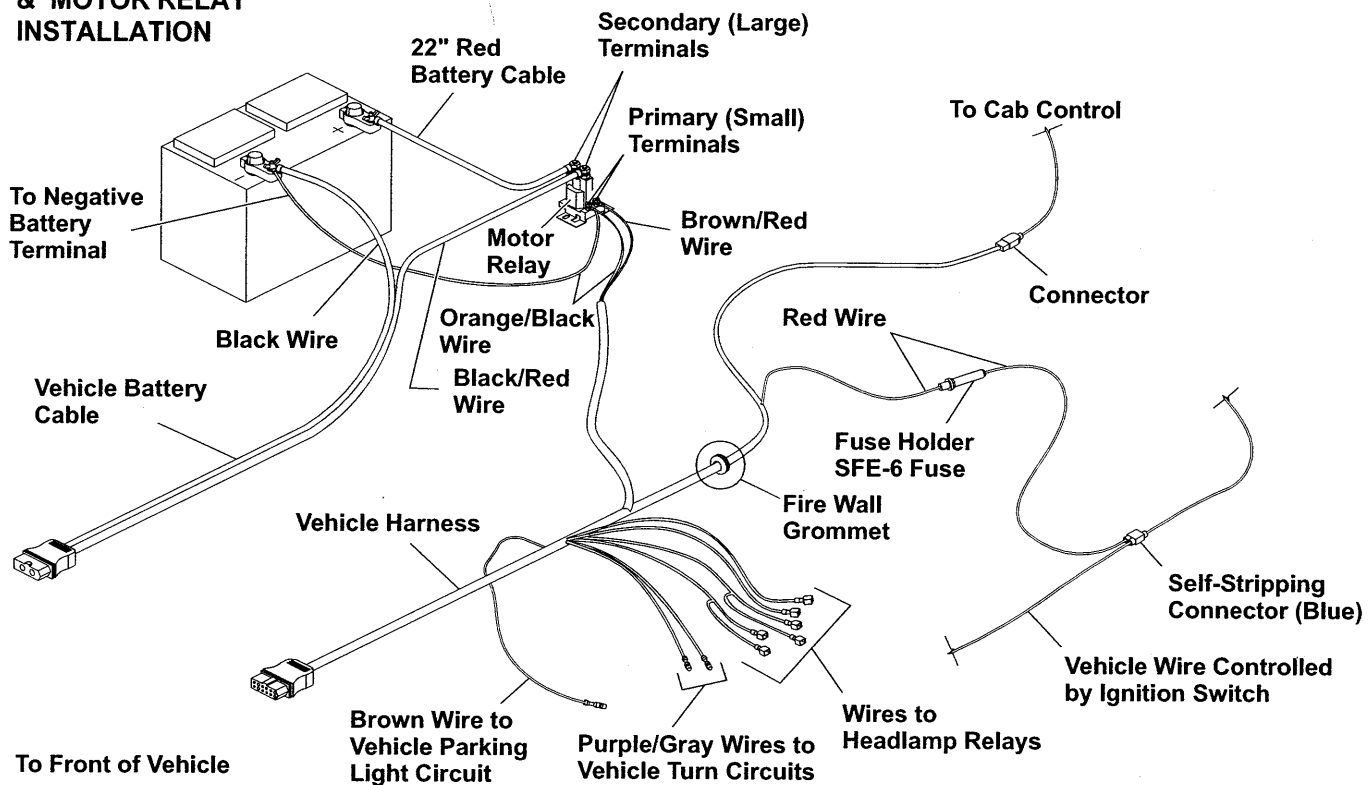 & MOTOR RELAY
INSTALLATION
Secondary (Large)
Terminals
22" Red
Battery Cable
Primary (Small)
Terminals
To Cab Control
+
-
To Negative
Battery
Terminal
Motor
Relay
Brown/Red
Wire
Connector
Black Wire
Orange/Black
Wire
Red Wire
Black/Red
Wire
Vehicle Battery
Cable
Fuse Holder
SFE-6 Fuse
Fire Wall
Grommet
Vehicle Harness
Self-Stripping
Connector (Blue)
Vehicle Wire Controlled
by Ignition Switch
Wires to
Headlamp Relays
Brown Wire to
Vehicle Parking
Light Circuit
Purple/Gray Wires to
Vehicle Turn Circuits
To Front of Vehicle